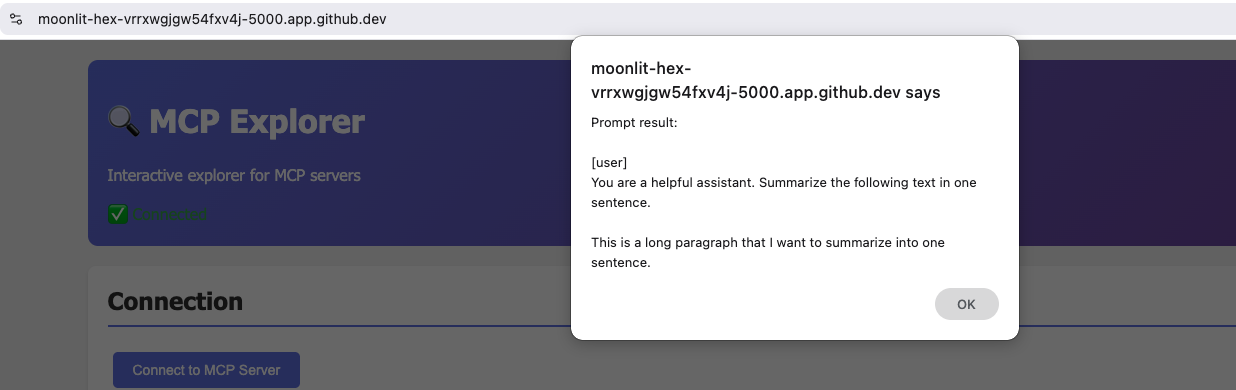 moonlit-hex-vrrxwgjgw54fxv4j-5000.app.github.dev
🔍 MCP Explorer
Interactive explorer for MCP servers
✅ Connected
Connection
Connect to MCP Server
moonlit-hex-
vrrxwgjgw54fxv4j-5000.app.github.dev says
Prompt result:
[user]
You are a helpful assistant. Summarize the following text in one
sentence.
This is a long paragraph that I want to summarize into one
sentence.
OK